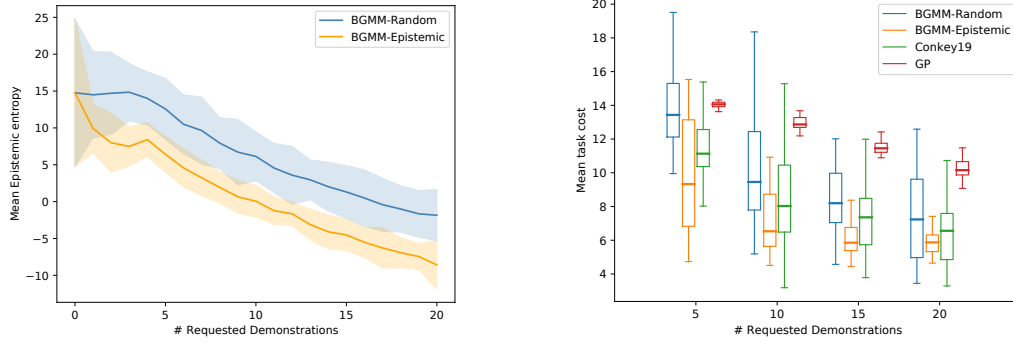 25
20
15
10
5
0
−5
−10
0
5
10
15
20
Mean Epistemic entropy
# Requested Demonstrations
BGMM-Random
BGMM-Epistemic
20
18
16
14
12
10
8
6
4
5
10
15
20
Mean task cost
# Requested Demonstrations
BGMM-Random
BGMM-Epistemic
Conkey19
GP